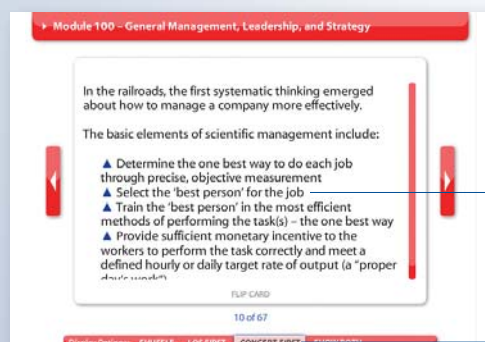 Module 100 – General Management, Leadership, and Strategy
In the railroads, the first systematic thinking emerged
about how to manage a company more effectively.
The basic elements of scientific management include:
▲ Determine the one best way to do each job
through precise, objective measurement
▲ Select the 'best person' for the job
▲ Train the 'best person' in the most efficient
methods of performing the task(s) – the one best way
▲ Provide sufficient monetary incentive to the
workers to perform the task correctly and meet a
defined hourly or daily target rate of output (a "proper
day's work")
FLIP CARD
10 of 67
CONCEPT FIRST